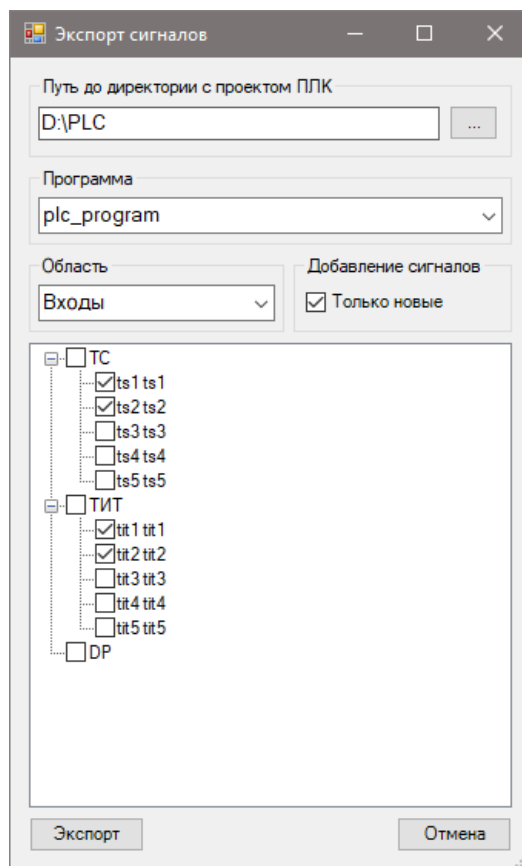 Экспорт сигналов
Путь до директории с проектом ПЛК
D:\PLC
...
Программа
plc_program
Область
Добавление сигналов
Входы
Только новые
ТС
ts1 ts1
ts2 ts2
ts3 ts3
ts4 ts4
ts5 ts5
ТИТ
tit1 tit1
tit2 tit2
tit3 tit3
tit4 tit4
tit5 tit5
DP
Экспорт
Отмена